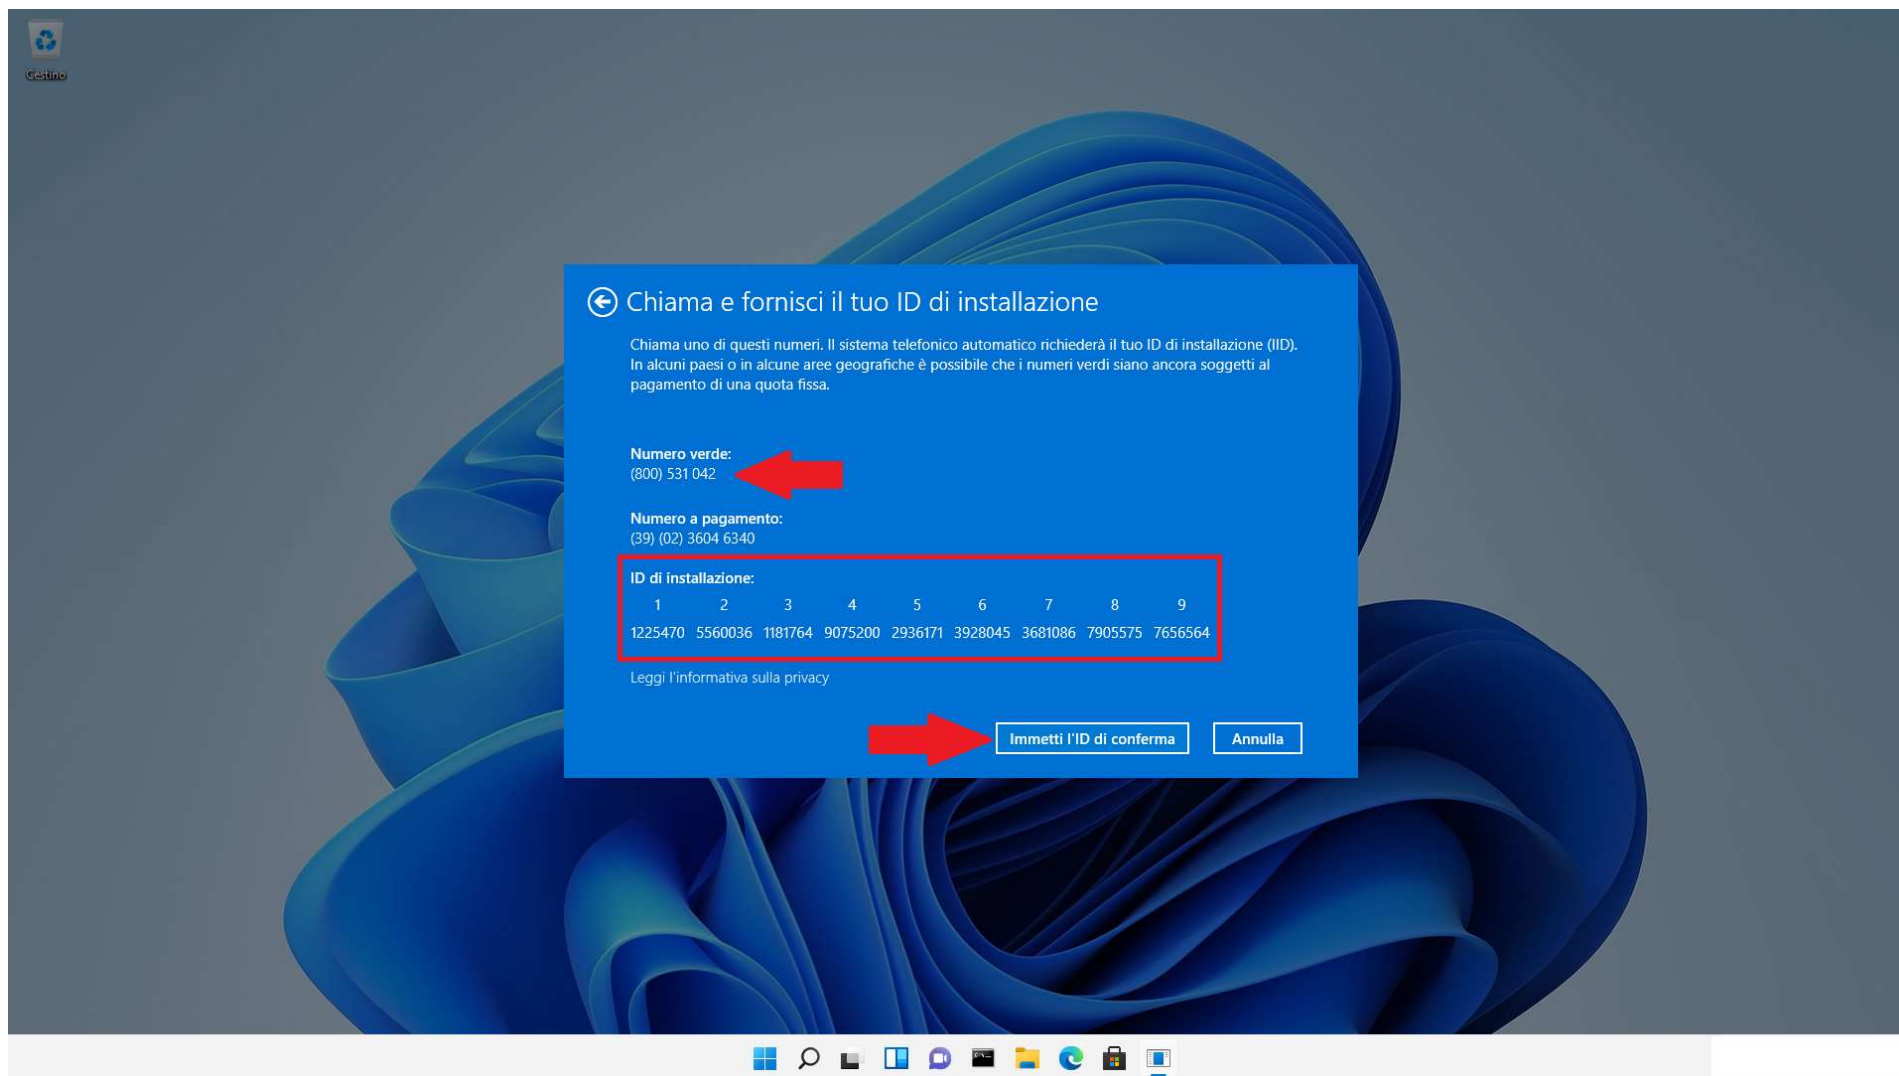 Cestino
Chiama e fornisci il tuo ID di installazione
Chiama uno di questi numeri. Il sistema telefonico automatico richiederà il tuo ID di installazione (IID).
In alcuni paesi o in alcune aree geografiche è possibile che i numeri verdi siano ancora soggetti al
pagamento di una quota fissa.
Numero verde:
(800) 531 042
Numero a pagamento:
(39) (02) 3604 6340
ID di installazione:
1 2 3 4 5 6 7 8 9
1225470 5560036 1181764 9075200 2936171 3928045 3681086 7905575 7656564
Leggi l'informativa sulla privacy
Immetti l'ID di conferma Annulla